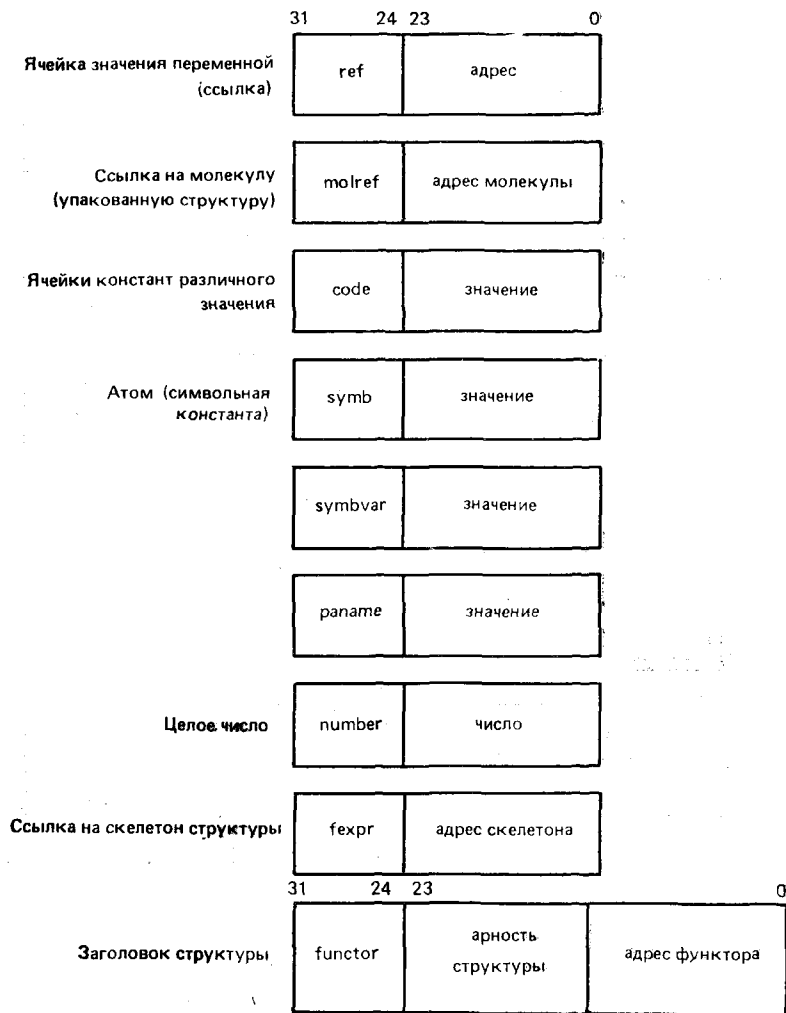 31 24 23 0
Ячейка значения переменной
(ссылка)
ref
адрес
Ссылка на молекулу
(упакованную структуру)
molref
адрес молекулы
Ячейки констант различного
значения
code
значение
Атом (символьная
константа)
symb
значение
symbvar
значение
paname
значение
Целое число
number
число
Ссылка на скелетон структуры
fexpr
адрес скелетона
31 24 23 0
Заголовок структуры
functor
арность
структуры
адрес функтора